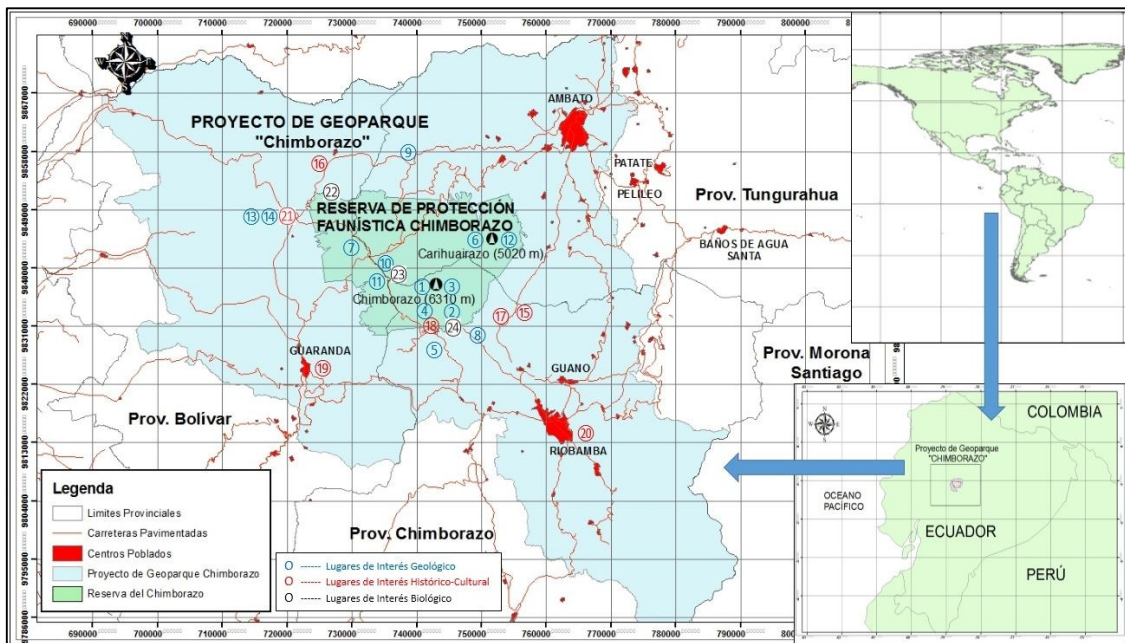 690000 700000 710000 720000 730000 740000 750000 760000 770000 780000 790000 800000
9867000
9858000
9849000
9840000
9831000
9822000
9813000
9804000
9795000
9786000
PROYECTO DE GEOPARQUE
"Chimborazo"
AMBATO
16
9
PATATE
PELILEO
Prov. Tungurahua
22
RESERVA DE PROTECCIÓN
FAUNÍSTICA CHIMBORAZO
13 14 21
7
6 12
Carihuairazo (5020 m)
BAÑOS DE AGUA
SANTA
10
11 23
1 3
Chimborazo (6310 m)
4 2
18 24
17 15
8
5
GUARANDA
19
GUANO
Prov. Morona
Santiago
Prov. Bolívar
20
RIOBAMBA
Prov. Chimborazo
Legenda
Limites Provinciales
Carreteras Pavimentadas
Centros Poblados
Proyecto de Geoparque Chimborazo
Reserva del Chimborazo
O ------ Lugares de Interés Geológico
O ------ Lugares de Interés Histórico-Cultural
O ------ Lugares de Interés Biológico
N
W E
S
COLOMBIA
Proyecto de Geoparque
"CHIMBORAZO"
OCEANO
PACÍFICO
ECUADOR
PERÚ